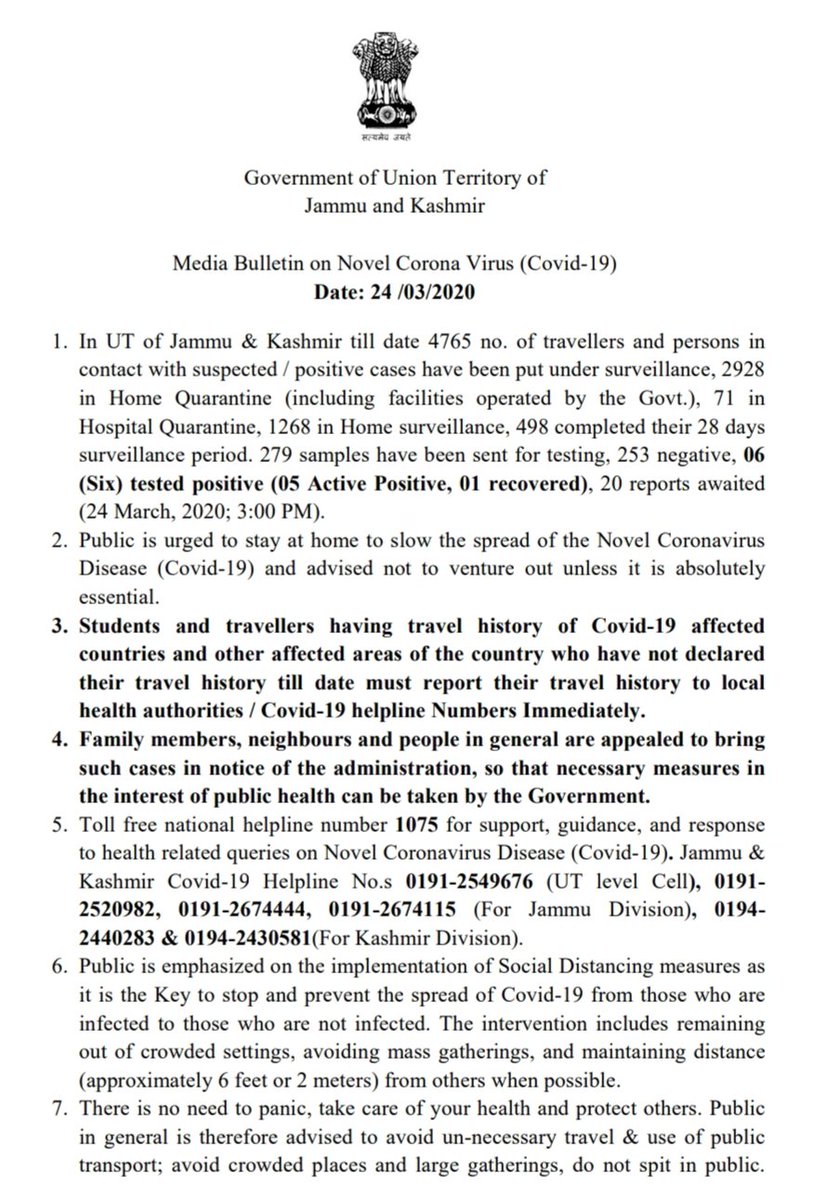 सत्यमेव जयते
Government of Union Territory of
Jammu and Kashmir
Media Bulletin on Novel Corona Virus (Covid-19)
Date: 24 /03/2020
1. In UT of Jammu & Kashmir till date 4765 no. of travellers and persons in
contact with suspected / positive cases have been put under surveillance, 2928
in Home Quarantine (including facilities operated by the Govt.), 71 in
Hospital Quarantine, 1268 in Home surveillance, 498 completed their 28 days
surveillance period. 279 samples have been sent for testing, 253 negative, 06
(Six) tested positive (05 Active Positive, 01 recovered), 20 reports awaited
(24 March, 2020; 3:00 PM).
2. Public is urged to stay at home to slow the spread of the Novel Coronavirus
Disease (Covid-19) and advised not to venture out unless it is absolutely
essential.
3. Students and travellers having travel history of Covid-19 affected
countries and other affected areas of the country who have not declared
their travel history till date must report their travel history to local
health authorities / Covid-19 helpline Numbers Immediately.
4. Family members, neighbours and people in general are appealed to bring
such cases in notice of the administration, so that necessary measures in
the interest of public health can be taken by the Government.
5. Toll free national helpline number 1075 for support, guidance, and response
to health related queries on Novel Coronavirus Disease (Covid-19). Jammu &
Kashmir Covid-19 Helpline No.s 0191-2549676 (UT level Cell), 0191-
2520982, 0191-2674444, 0191-2674115 (For Jammu Division), 0194-
2440283 & 0194-2430581(For Kashmir Division).
6. Public is emphasized on the implementation of Social Distancing measures as
it is the Key to stop and prevent the spread of Covid-19 from those who are
infected to those who are not infected. The intervention includes remaining
out of crowded settings, avoiding mass gatherings, and maintaining distance
(approximately 6 feet or 2 meters) from others when possible.
7. There is no need to panic, take care of your health and protect others. Public
in general is therefore advised to avoid un-necessary travel & use of public
transport; avoid crowded places and large gatherings, do not spit in public.